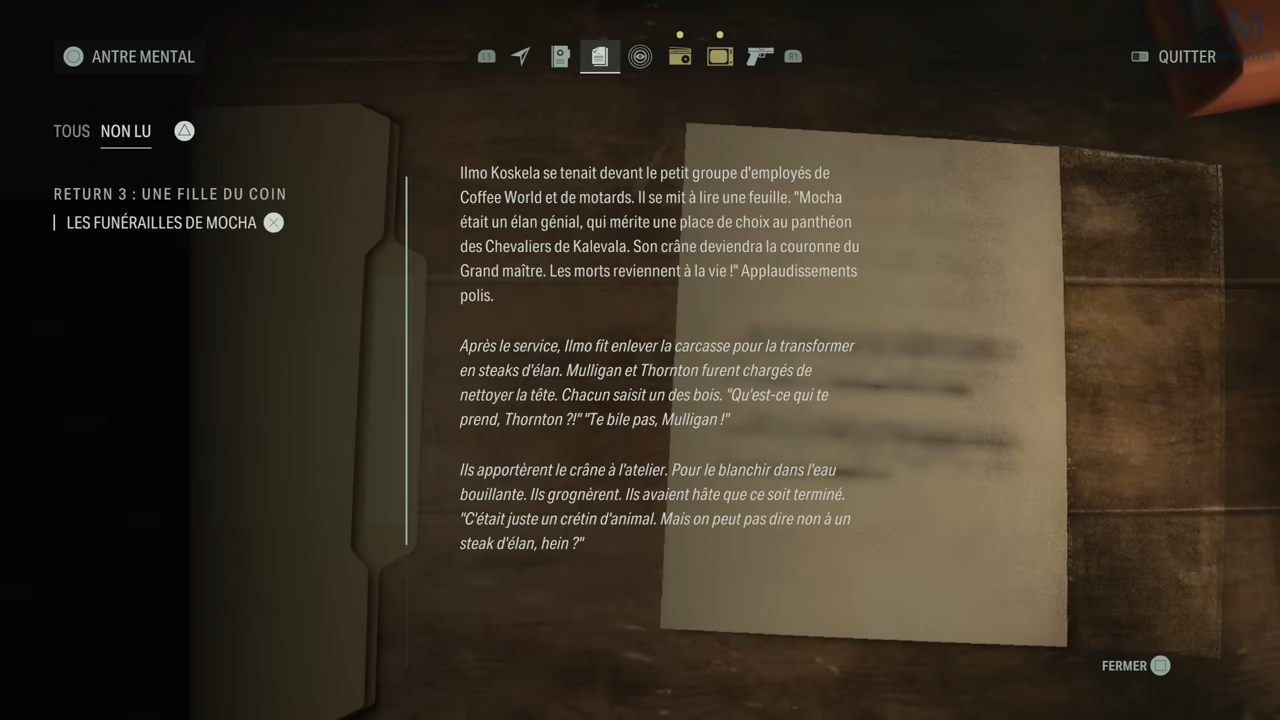 ANTRE MENTAL
L1
R1
QUITTER
TOUS NON LU
RETURN 3 : UNE FILLE DU COIN
LES FUNÉRAILLES DE MOCHA
Ilmo Koskela se tenait devant le petit groupe d'employés de
Coffee World et de motards. Il se mit à lire une feuille. "Mocha
était un élan génial, qui mérite une place de choix au panthéon
des Chevaliers de Kalevala. Son crâne deviendra la couronne du
Grand maître. Les morts reviennent à la vie !" Applaudissements
polis.
Après le service, Ilmo fit enlever la carcasse pour la transformer
en steaks d'élan. Mulligan et Thornton furent chargés de
nettoyer la tête. Chacun saisit un des bois. "Qu'est-ce qui te
prend, Thornton ?!" "Te bile pas, Mulligan !"
Ils apportèrent le crâne à l'atelier. Pour le blanchir dans l'eau
bouillante. Ils grognèrent. Ils avaient hâte que ce soit terminé.
"C'était juste un crétin d'animal. Mais on peut pas dire non à un
steak d'élan, hein ?"
FERMER